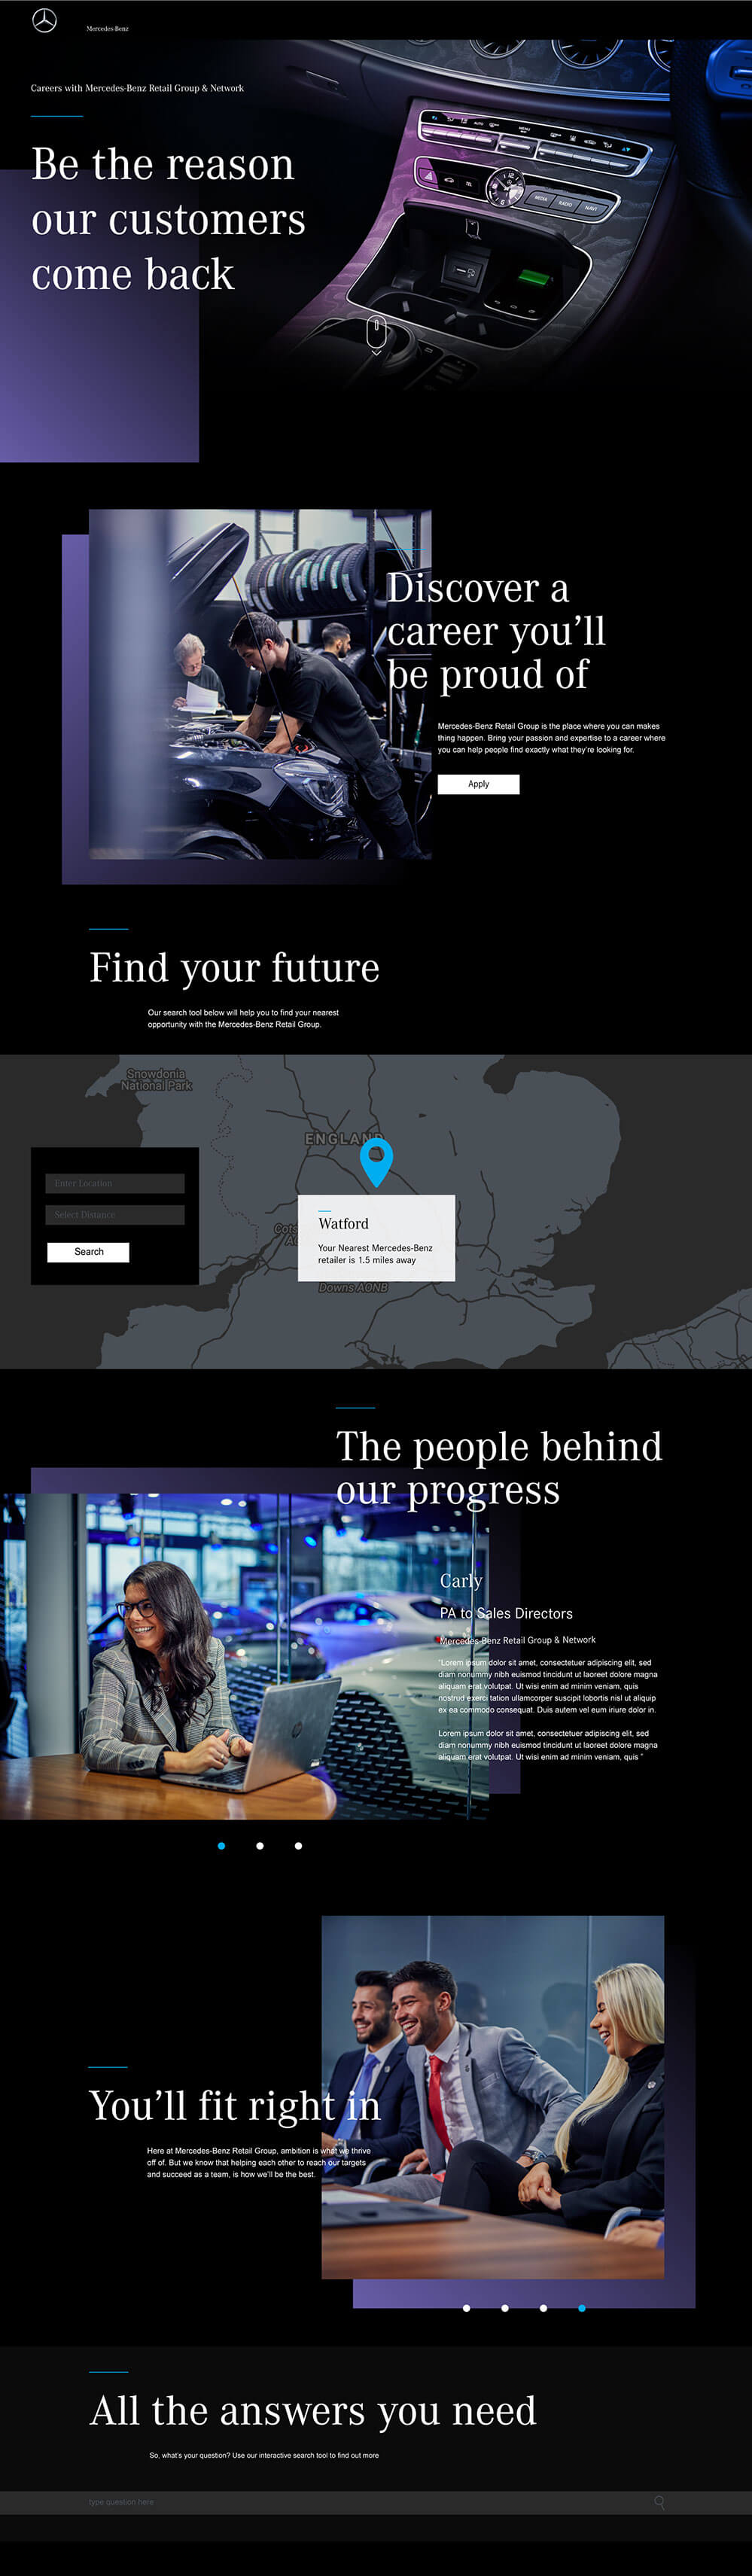 Mercedes-Benz
Careers with Mercedes-Benz Retail Group & Network
Be the reason
our customers
come back
AUTO
MENU
TEL
MEDIA
RADIO
NAVI
Discover a
career you’ll
be proud of
Mercedes-Benz Retail Group is the place where you can makes
thing happen. Bring your passion and expertise to a career where
you can help people find exactly what they’re looking for.
Apply
Find your future
Our search tool below will help you to find your nearest
opportunity with the Mercedes-Benz Retail Group.
Snowdonia
National Park
ENGLAND
Enter Location
Select Distance
Search
Watford
Your Nearest Mercedes-Benz
retailer is 1.5 miles away
Downs AONB
The people behind
our progress
Carly
PA to Sales Directors
Mercedes-Benz Retail Group & Network
“Lorem ipsum dolor sit amet, consectetuer adipiscing elit, sed
diam nonummy nibh euismod tincidunt ut laoreet dolore magna
aliquam erat volutpat. Ut wisi enim ad minim veniam, quis
nostrud exerci tation ullamcorper suscipit lobortis nisl ut aliquip
ex ea commodo consequat. Duis autem vel eum iriure dolor in.
Lorem ipsum dolor sit amet, consectetuer adipiscing elit, sed
diam nonummy nibh euismod tincidunt ut laoreet dolore magna
aliquam erat volutpat. Ut wisi enim ad minim veniam, quis ”
You’ll fit right in
Here at Mercedes-Benz Retail Group, ambition is what we thrive
off of. But we know that helping each other to reach our targets
and succeed as a team, is how we’ll be the best.
All the answers you need
So, what’s your question? Use our interactive search tool to find out more
type question here